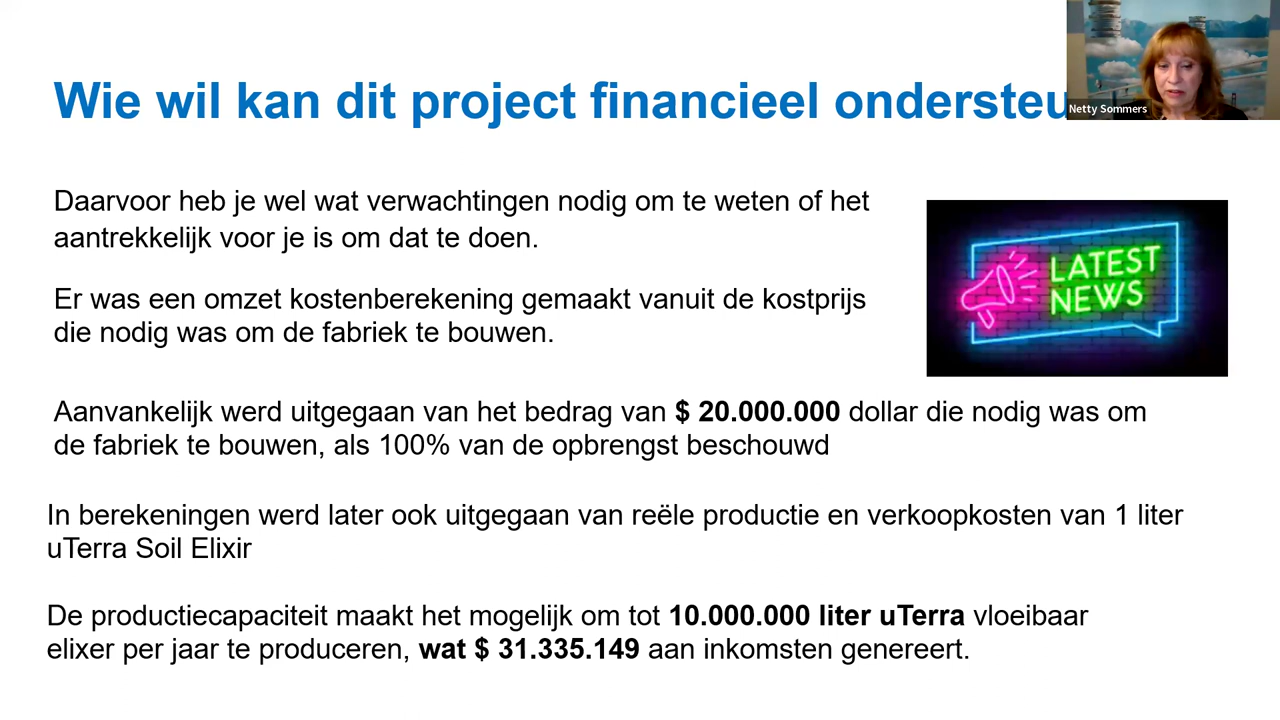 Wie wil kan dit project financieel ondersteu
Netty Sommers
Daarvoor heb je wel wat verwachtingen nodig om te weten of het
aantrekkelijk voor je is om dat te doen.
LATEST
NEWS
Er was een omzet kostenberekening gemaakt vanuit de kostprijs
die nodig was om de fabriek te bouwen.
Aanvankelijk werd uitgegaan van het bedrag van $ 20.000.000 dollar die nodig was om
de fabriek te bouwen, als 100% van de opbrengst beschouwd
In berekeningen werd later ook uitgegaan van reële productie en verkoopkosten van 1 liter
uTerra Soil Elixir
De productiecapaciteit maakt het mogelijk om tot 10.000.000 liter uTerra vloeibaar
elixer per jaar te produceren, wat $ 31.335.149 aan inkomsten genereert.